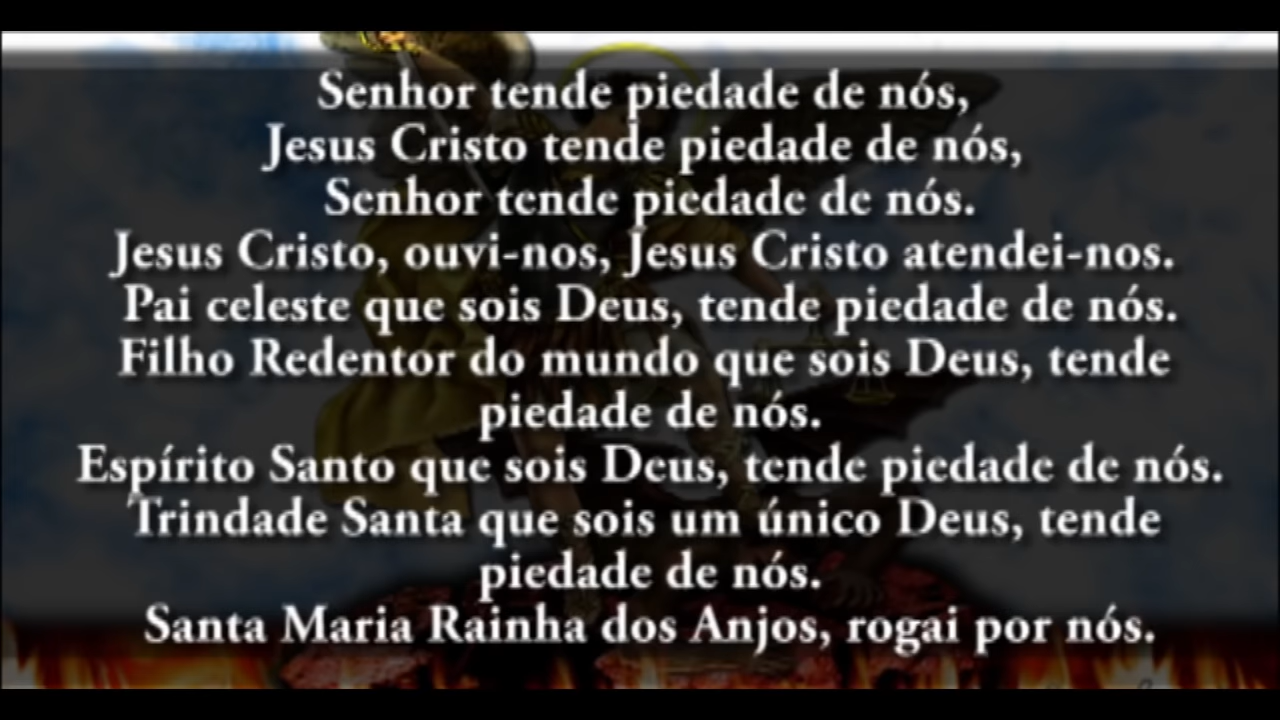 Senhor tende piedade de nós,
Jesus Cristo tende piedade de nós,
Senhor tende piedade de nós.
Jesus Cristo, ouvi-nos, Jesus Cristo atendei-nos.
Pai celeste que sois Deus, tende piedade de nós.
Filho Redentor do mundo que sois Deus, tende
piedade de nós.
Espírito Santo que sois Deus, tende piedade de nós.
Trindade Santa que sois um único Deus, tende
piedade de nós.
Santa Maria Rainha dos Anjos, rogai por nós.